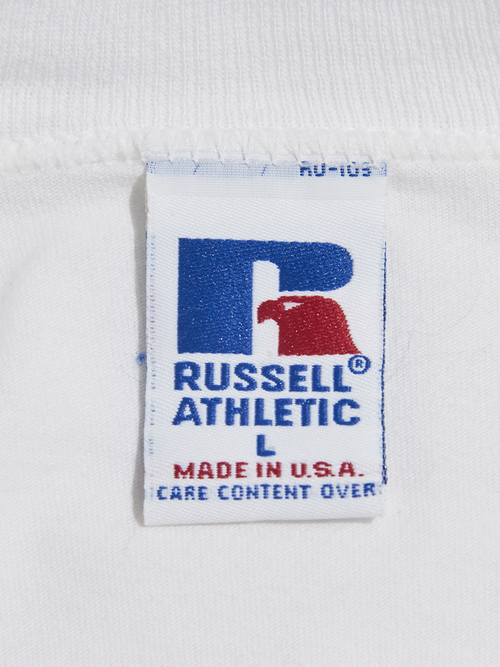 RUSSELL®
ATHLETIC
L
MADE IN U.S.A.
CARE CONTENT OVER